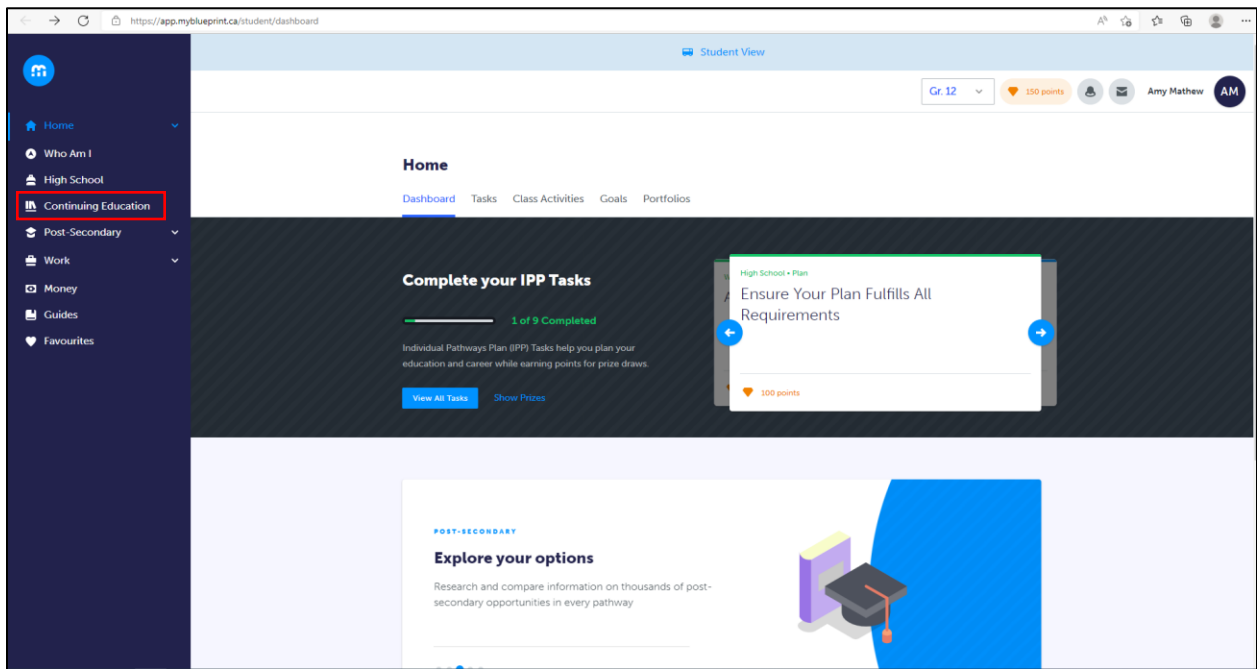 https://app.myblueprint.ca/student/dashboard
Student View
m
Gr. 12
150 points
Amy Mathew
AM
Home
Who Am I
High School
Continuing Education
Post-Secondary
Work
Money
Guides
Favourites
Home
Dashboard Tasks Class Activities Goals Portfolios
Complete your IPP Tasks
1 of 9 Completed
Individual Pathways Plan (IPP) Tasks help you plan your
education and career while earning points for prize draws.
View All Tasks Show Prizes
High School • Plan
Ensure Your Plan Fulfills All
Requirements
100 points
POST-SECONDARY
Explore your options
Research and compare information on thousands of post-
secondary opportunities in every pathway